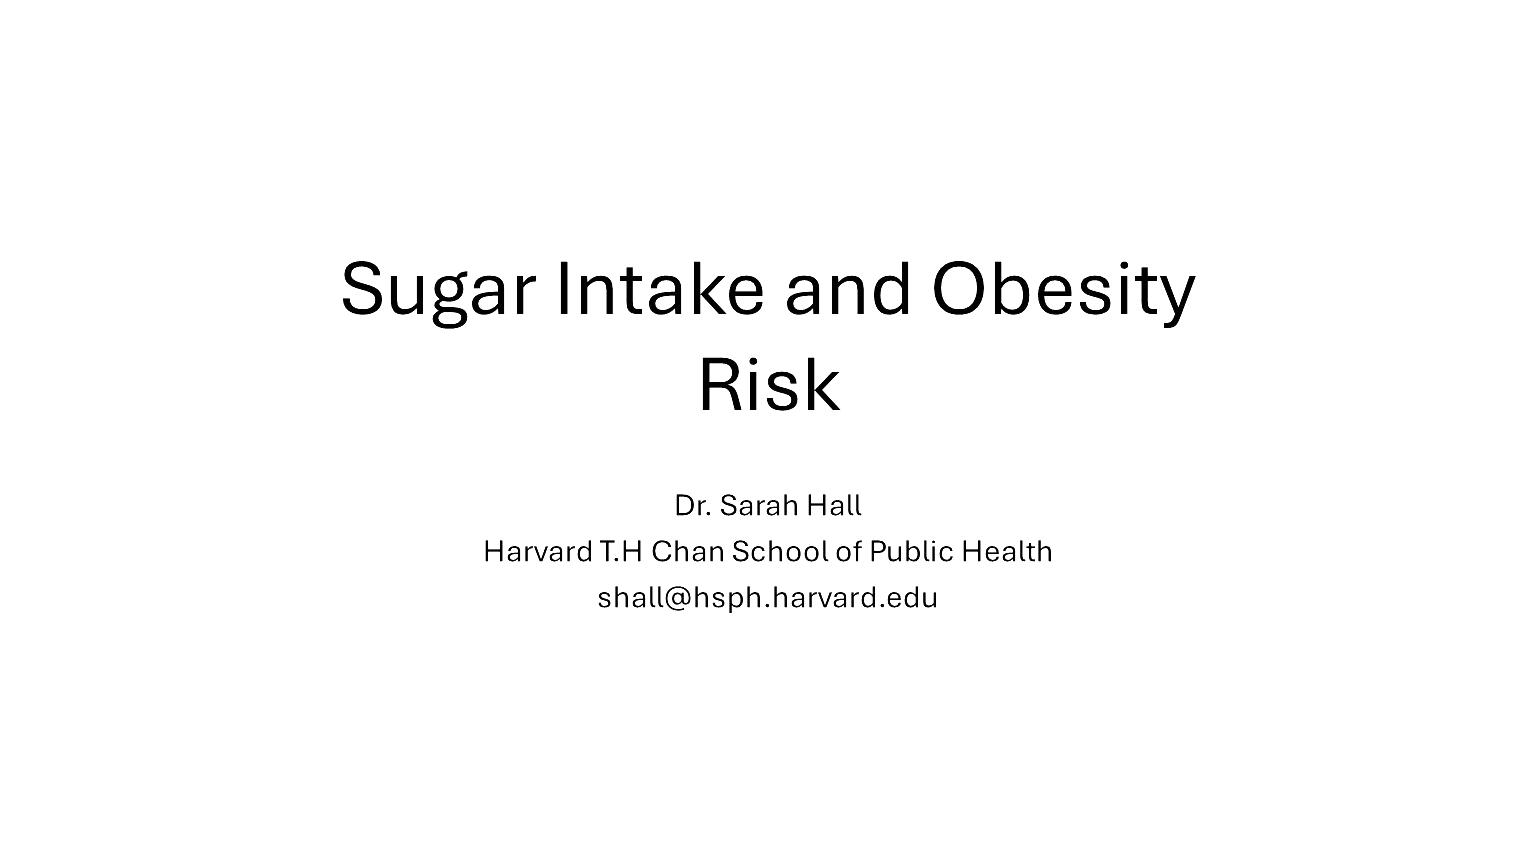 Sugar Intake and Obesity
Risk
Dr. Sarah Hall
Harvard T.H Chan School of Public Health
shall@hsph.harvard.edu